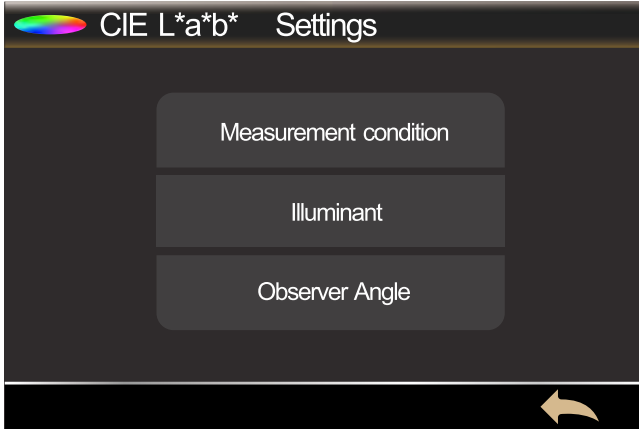 CIE L*a*b* Settings
Measurement condition
Illuminant
Observer Angle